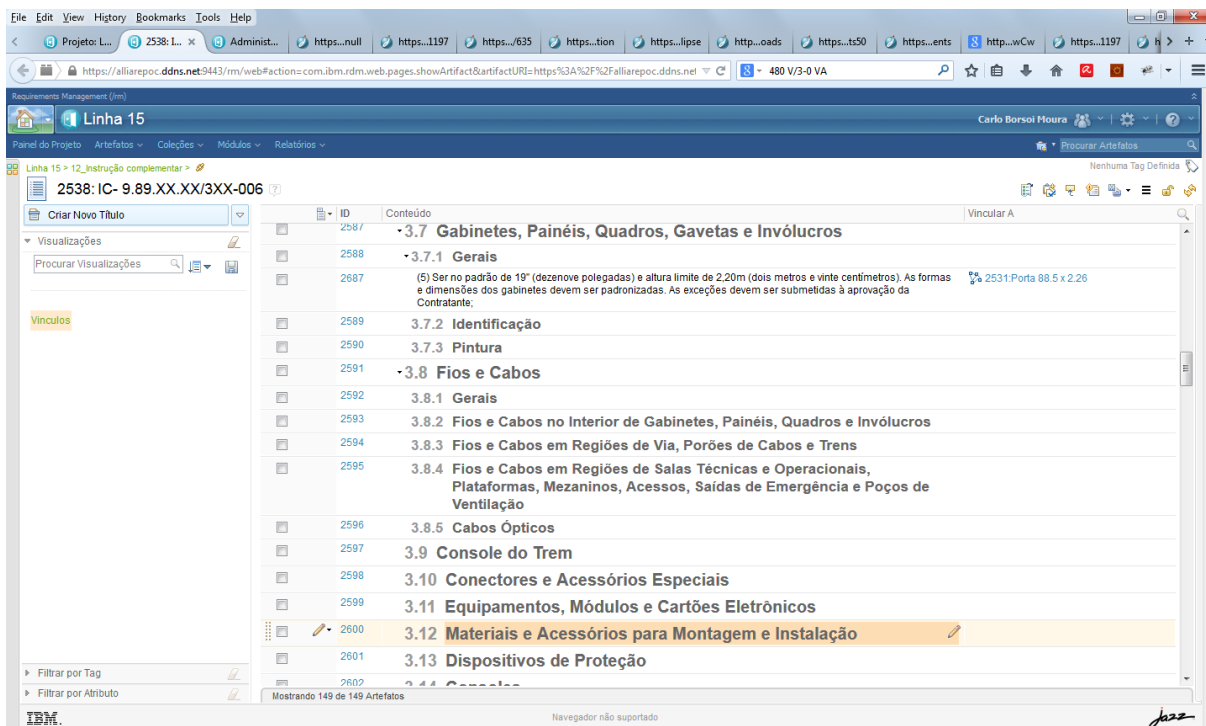 File Edit View History Bookmarks Tools Help
Projeto: L... 2538: I... × Administ... https...null https...1197 https.../635 https...tion https...lipse http...oads https...ts50 https...ents http...wCw https...1197 h
https://alliarepoc.ddns.net:9443/rm/web#action=com.ibm.rdm.web.pages.showArtifact&artifactURI=https%3A%2F%2Falliarepoc.ddns.net 8 480 V/3-0 VA
Requirements Management (/rm)
Linha 15 Carlo Borsoi Moura
Painel do Projeto Artefatos Coleções Módulos Relatórios Procurar Artefatos
Linha 15 > 12_Instrução complementar > Nenhuma Tag Definida
2538: IC- 9.89.XX.XX/3XX-006
Criar Novo Título
Visualizações
Procurar Visualizações
Vinculos
Filtrar por Tag
Filtrar por Atributo
ID Conteúdo Vincular A
2587 3.7 Gabinetes, Painéis, Quadros, Gavetas e Invólucros
2588 3.7.1 Gerais
2687 (5) Ser no padrão de 19" (dezenove polegadas) e altura limite de 2,20m (dois metros e vinte centímetros). As formas
e dimensões dos gabinetes devem ser padronizadas. As exceções devem ser submetidas à aprovação da
Contratante;
2531:Porta 88.5 x 2.26
2589 3.7.2 Identificação
2590 3.7.3 Pintura
2591 3.8 Fios e Cabos
2592 3.8.1 Gerais
2593 3.8.2 Fios e Cabos no Interior de Gabinetes, Painéis, Quadros e Invólucros
2594 3.8.3 Fios e Cabos em Regiões de Via, Porões de Cabos e Trens
2595 3.8.4 Fios e Cabos em Regiões de Salas Técnicas e Operacionais,
Plataformas, Mezaninos, Acessos, Saídas de Emergência e Poços de
Ventilação
2596 3.8.5 Cabos Ópticos
2597 3.9 Console do Trem
2598 3.10 Conectores e Acessórios Especiais
2599 3.11 Equipamentos, Módulos e Cartões Eletrônicos
2600 3.12 Materiais e Acessórios para Montagem e Instalação
2601 3.13 Dispositivos de Proteção
2602 3.14 Consoles
Mostrando 149 de 149 Artefatos
IBM. Navegador não suportado jazz